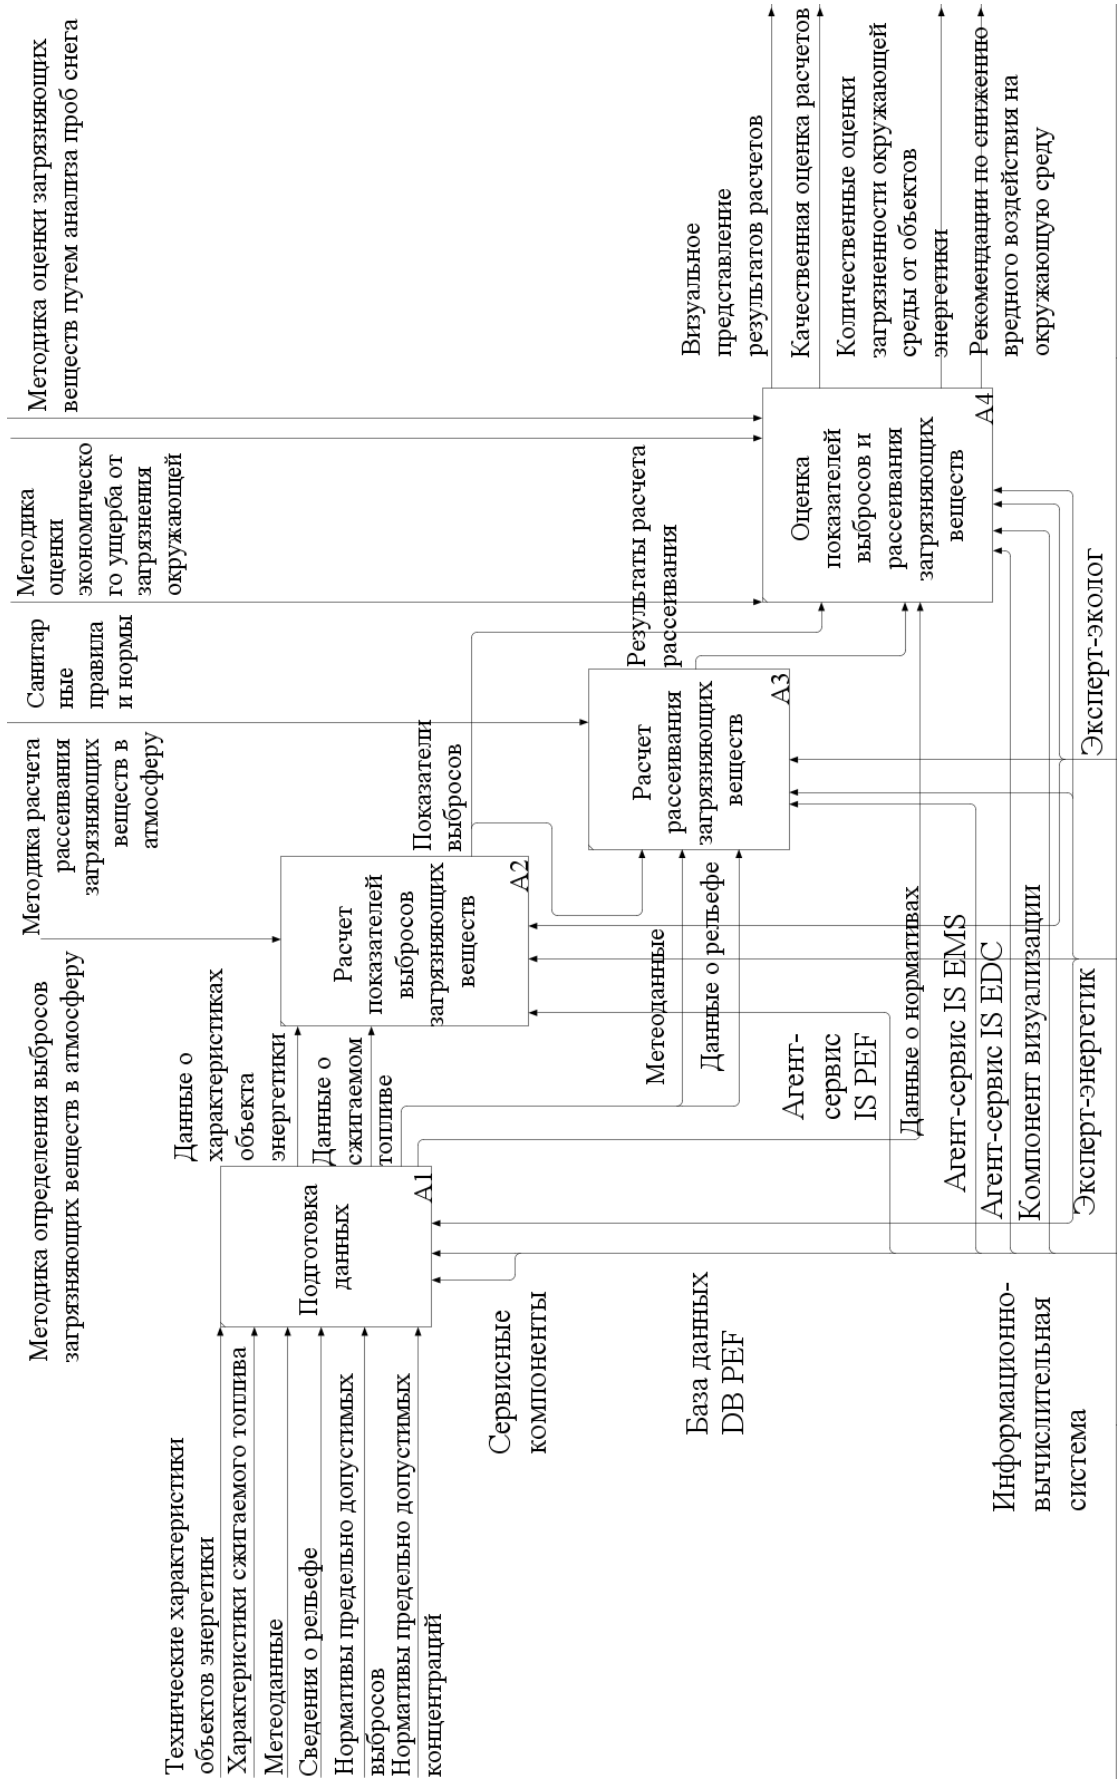 Методика определения выбросов
загрязняющих веществ в атмосферу
Методика расчета
рассеивания
загрязняющих
веществ в
атмосферу
Санитар
ные
правила
и нормы
Методика
оценки
экономическо
го ущерба от
загрязнения
окружающей
Методика оценки загрязняющих
веществ путем анализа проб снега
Технические характеристики
объектов энергетики
Характеристики сжигаемого топлива
Метеоданные
Сведения о рельефе
Нормативы предельно допустимых
выбросов
Нормативы предельно допустимых
концентраций
Подготовка
данных
A1
Данные о
характеристиках
объекта
энергетики
Данные о
сжигаемом
топливе
Расчет
показателей
выбросов
загрязняющих
веществ
A2
Показатели
выбросов
Метеоданные
Данные о рельефе
Расчет
рассеивания
загрязняющих
веществ
A3
Результаты расчета
рассеивания
Данные о нормативах
Оценка
показателей
выбросов и
рассеивания
загрязняющих
веществ
A4
Визуальное
представление
результатов расчетов
Качественная оценка расчетов
Количественные оценки
загрязненности окружающей
среды от объектов
энергетики
Рекомендации по снижению
вредного воздействия на
окружающую среду
Сервисные
компоненты
База данных
DB PEF
Агент-
сервис
IS PEF
Агент-сервис IS EMS
Агент-сервис IS EDC
Компонент визуализации
Информационно-
вычислительная
система
Эксперт-энергетик
Эксперт-эколог